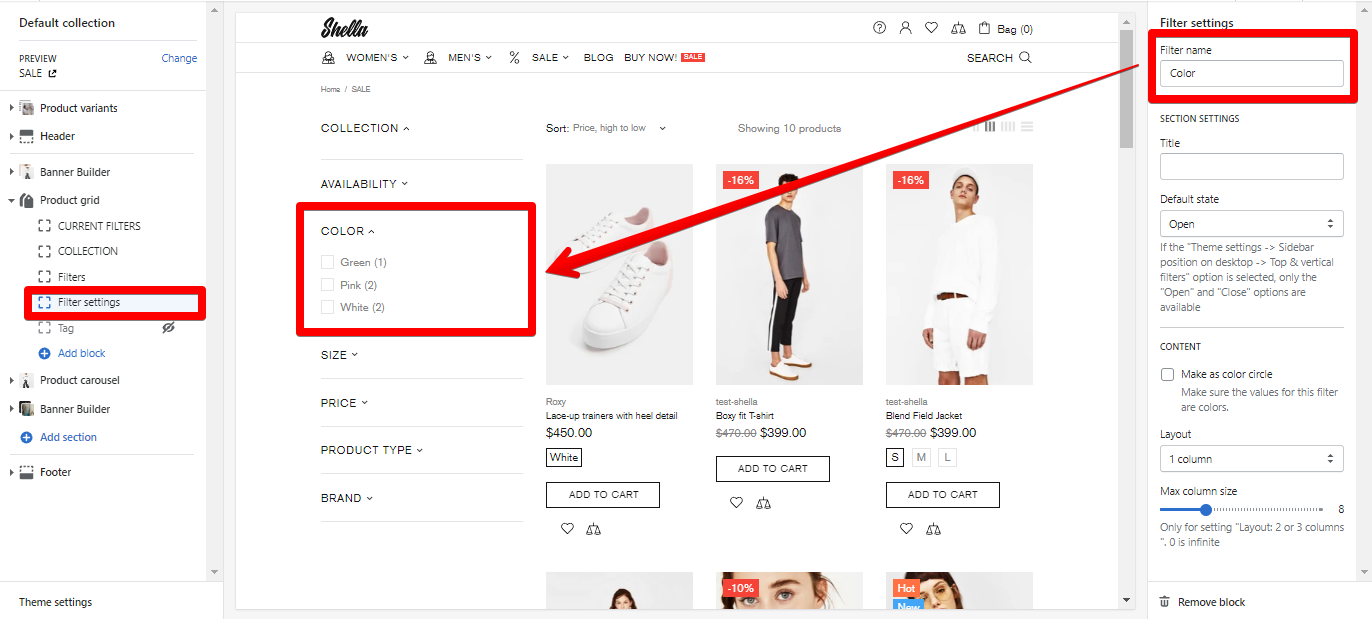 Default collection
PREVIEW
Change
SALE
Product variants
Header
Banner Builder
Product grid
CURRENT FILTERS
COLLECTION
Filters
Filter settings
Tag
Add block
Product carousel
Banner Builder
Add section
Footer
Theme settings
Shella
Bag (0)
WOMEN'S
MEN'S
% SALE
BLOG
BUY NOW! SALE
SEARCH
Home / SALE
COLLECTION
AVAILABILITY
COLOR
Green (1)
Pink (2)
White (2)
SIZE
PRICE
PRODUCT TYPE
BRAND
Sort: Price, high to low
Showing 10 products
Roxy
Lace-up trainers with heel detail
$450.00
White
ADD TO CART
-16%
test-shella
Boxy fit T-shirt
$470.00 $399.00
ADD TO CART
-16%
test-shella
Blend Field Jacket
$470.00 $399.00
S M L
ADD TO CART
-10%
Hot
New
Filter settings
Filter name
Color
SECTION SETTINGS
Title
Default state
Open
If the "Theme settings -> Sidebar
position on desktop -> Top & vertical
filters" option is selected, only the
"Open" and "Close" options are
available
CONTENT
Make as color circle
Make sure the values for this filter
are colors.
Layout
1 column
Max column size
8
Only for setting "Layout: 2 or 3 columns
". 0 is infinite
Remove block